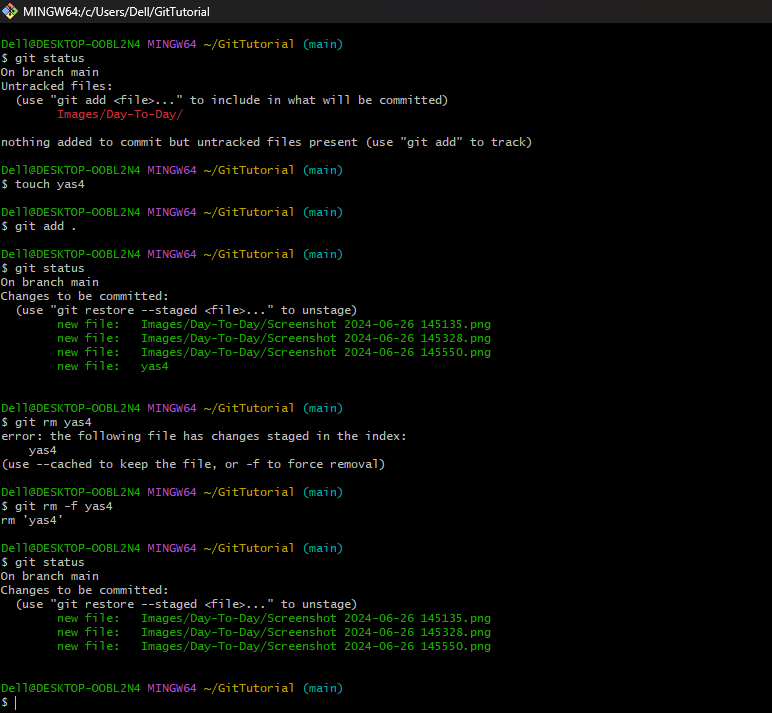 MINGW64:/c/Users/Dell/GitTutorial
Dell@DESKTOP-OOBL2N4 MINGW64 ~/GitTutorial (main)
$ git status
On branch main
Untracked files:
  (use "git add <file>..." to include in what will be committed)
        Images/Day-To-Day/

nothing added to commit but untracked files present (use "git add" to track)

Dell@DESKTOP-OOBL2N4 MINGW64 ~/GitTutorial (main)
$ touch yas4

Dell@DESKTOP-OOBL2N4 MINGW64 ~/GitTutorial (main)
$ git add .

Dell@DESKTOP-OOBL2N4 MINGW64 ~/GitTutorial (main)
$ git status
On branch main
Changes to be committed:
  (use "git restore --staged <file>..." to unstage)
        new file:   Images/Day-To-Day/Screenshot 2024-06-26 145135.png
        new file:   Images/Day-To-Day/Screenshot 2024-06-26 145328.png
        new file:   Images/Day-To-Day/Screenshot 2024-06-26 145550.png
        new file:   yas4

Dell@DESKTOP-OOBL2N4 MINGW64 ~/GitTutorial (main)
$ git rm yas4
error: the following file has changes staged in the index:
    yas4
(use --cached to keep the file, or -f to force removal)

Dell@DESKTOP-OOBL2N4 MINGW64 ~/GitTutorial (main)
$ git rm -f yas4
rm 'yas4'

Dell@DESKTOP-OOBL2N4 MINGW64 ~/GitTutorial (main)
$ git status
On branch main
Changes to be committed:
  (use "git restore --staged <file>..." to unstage)
        new file:   Images/Day-To-Day/Screenshot 2024-06-26 145135.png
        new file:   Images/Day-To-Day/Screenshot 2024-06-26 145328.png
        new file:   Images/Day-To-Day/Screenshot 2024-06-26 145550.png

Dell@DESKTOP-OOBL2N4 MINGW64 ~/GitTutorial (main)
$